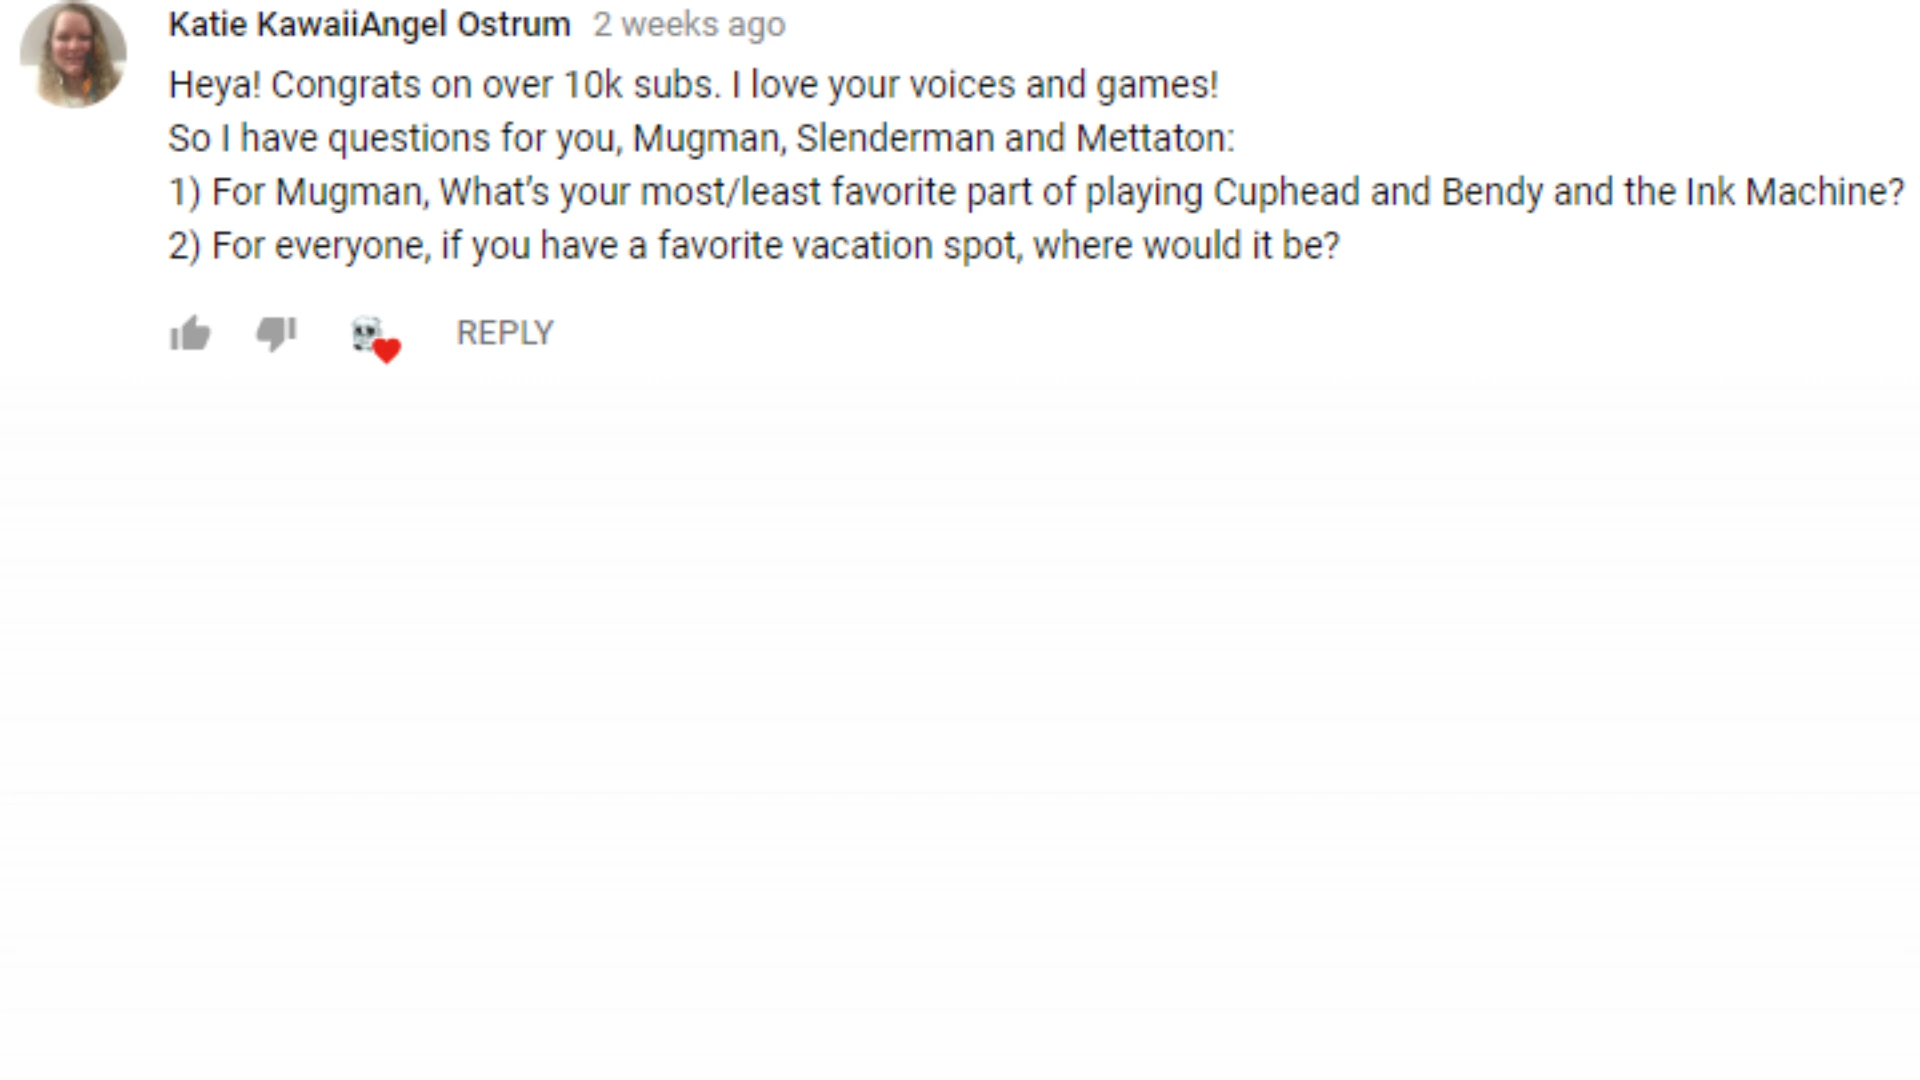 Katie KawaiiAngel Ostrum 2 weeks ago
Heya! Congrats on over 10k subs. I love your voices and games!
So I have questions for you, Mugman, Slenderman and Mettaton:
1) For Mugman, What's your most/least favorite part of playing Cuphead and Bendy and the Ink Machine?
2) For everyone, if you have a favorite vacation spot, where would it be?
REPLY